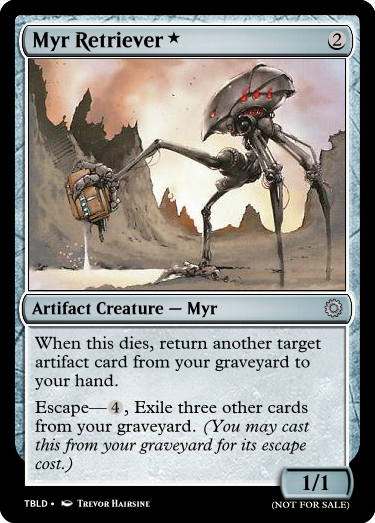 Myr Retriever ★ 2
Artifact Creature — Myr
When this dies, return another target
artifact card from your graveyard to
your hand.
Escape—4, Exile three other cards
from your graveyard. (You may cast
this from your graveyard for its escape
cost.)
1/1
TBLD • Trevor Hairsine
(NOT FOR SALE)